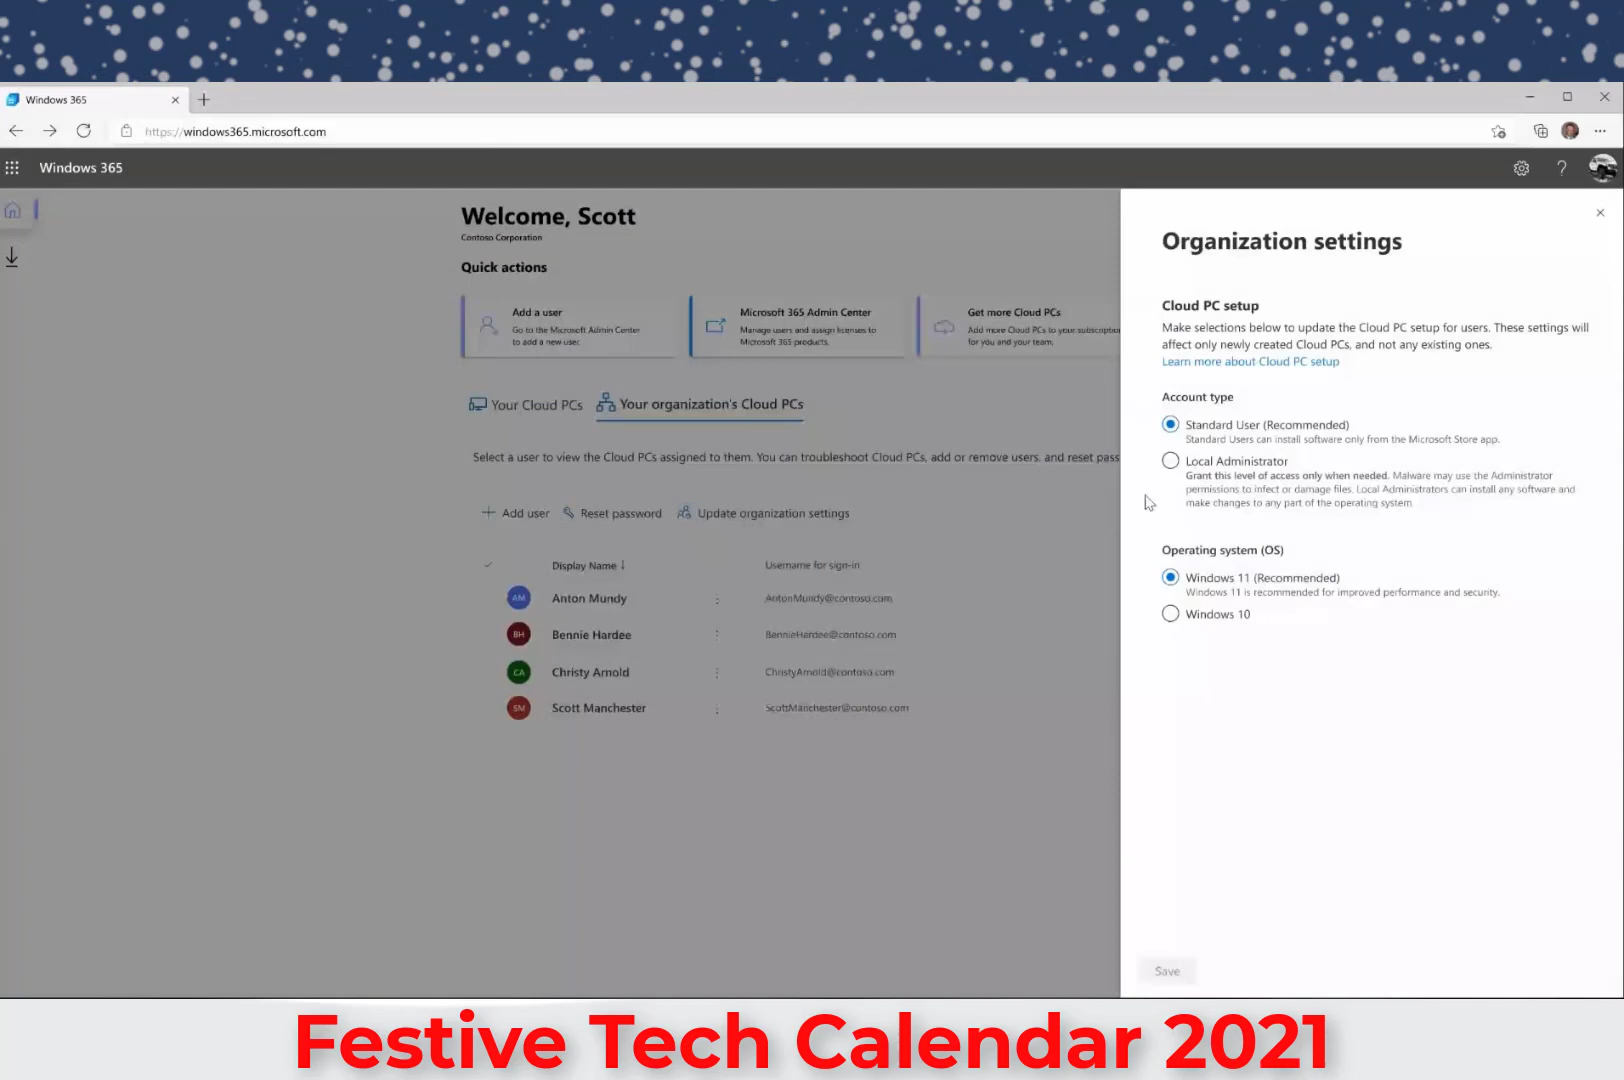 Windows 365
https://windows365.microsoft.com
Windows 365
Welcome, Scott
Contoso Corporation
Quick actions
Add a user
Go to the Microsoft Admin Center
to add a new user.
Microsoft 365 Admin Center
Manage users and assign licenses to
Microsoft 365 products.
Get more Cloud PCs
Add more Cloud PCs to your subscription
for you and your team.
Your Cloud PCs
Your organization's Cloud PCs
Select a user to view the Cloud PCs assigned to them. You can troubleshoot Cloud PCs, add or remove users, and reset pass
Add user
Reset password
Update organization settings
Display Name ↓
Username for sign-in
AM
Anton Mundy
AntonMundy@contoso.com
BH
Bennie Hardee
BennieHardee@contoso.com
CA
Christy Arnold
ChristyArnold@contoso.com
SM
Scott Manchester
ScottManchester@contoso.com
Organization settings
Cloud PC setup
Make selections below to update the Cloud PC setup for users. These settings will
affect only newly created Cloud PCs, and not any existing ones.
Learn more about Cloud PC setup
Account type
Standard User (Recommended)
Standard Users can install software only from the Microsoft Store app.
Local Administrator
Grant this level of access only when needed. Malware may use the Administrator
permissions to infect or damage files. Local Administrators can install any software and
make changes to any part of the operating system
Operating system (OS)
Windows 11 (Recommended)
Windows 11 is recommended for improved performance and security.
Windows 10
Save
Festive Tech Calendar 2021